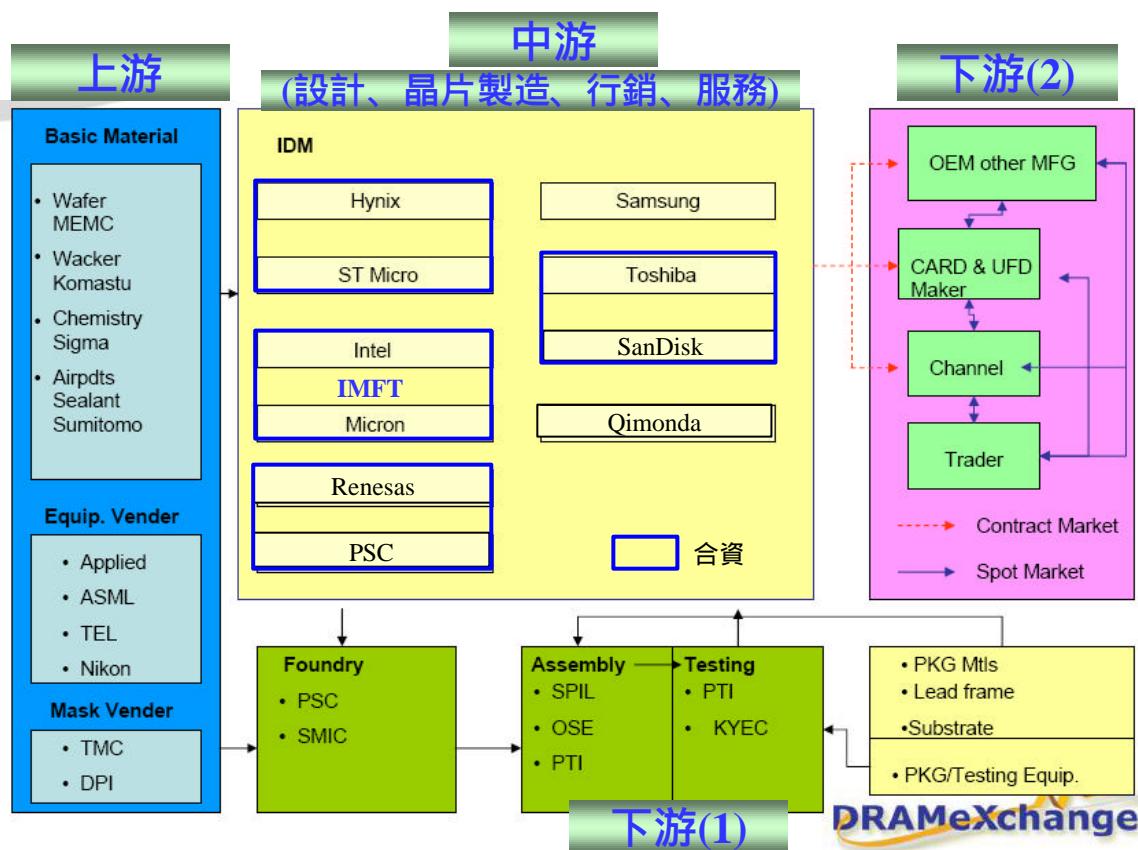 上游
中游
(設計、晶片製造、行銷、服務)
下游(2)
Basic Material
• Wafer
MEMC
• Wacker
Komastu
• Chemistry
Sigma
• Airpdts
Sealant
Sumitomo
Equip. Vender
• Applied
• ASML
• TEL
• Nikon
Mask Vender
• TMC
• DPI
IDM
Hynix
ST Micro
Intel
IMFT
Micron
Renesas
PSC
Samsung
Toshiba
SanDisk
Qimonda
合資
OEM other MFG
CARD & UFD
Maker
Channel
Trader
Contract Market
Spot Market
Foundry
• PSC
• SMIC
Assembly
• SPIL
• OSE
• PTI
Testing
• PTI
• KYEC
• PKG Mtls
• Lead frame
•Substrate
• PKG/Testing Equip.
下游(1)
DRAMeXchange